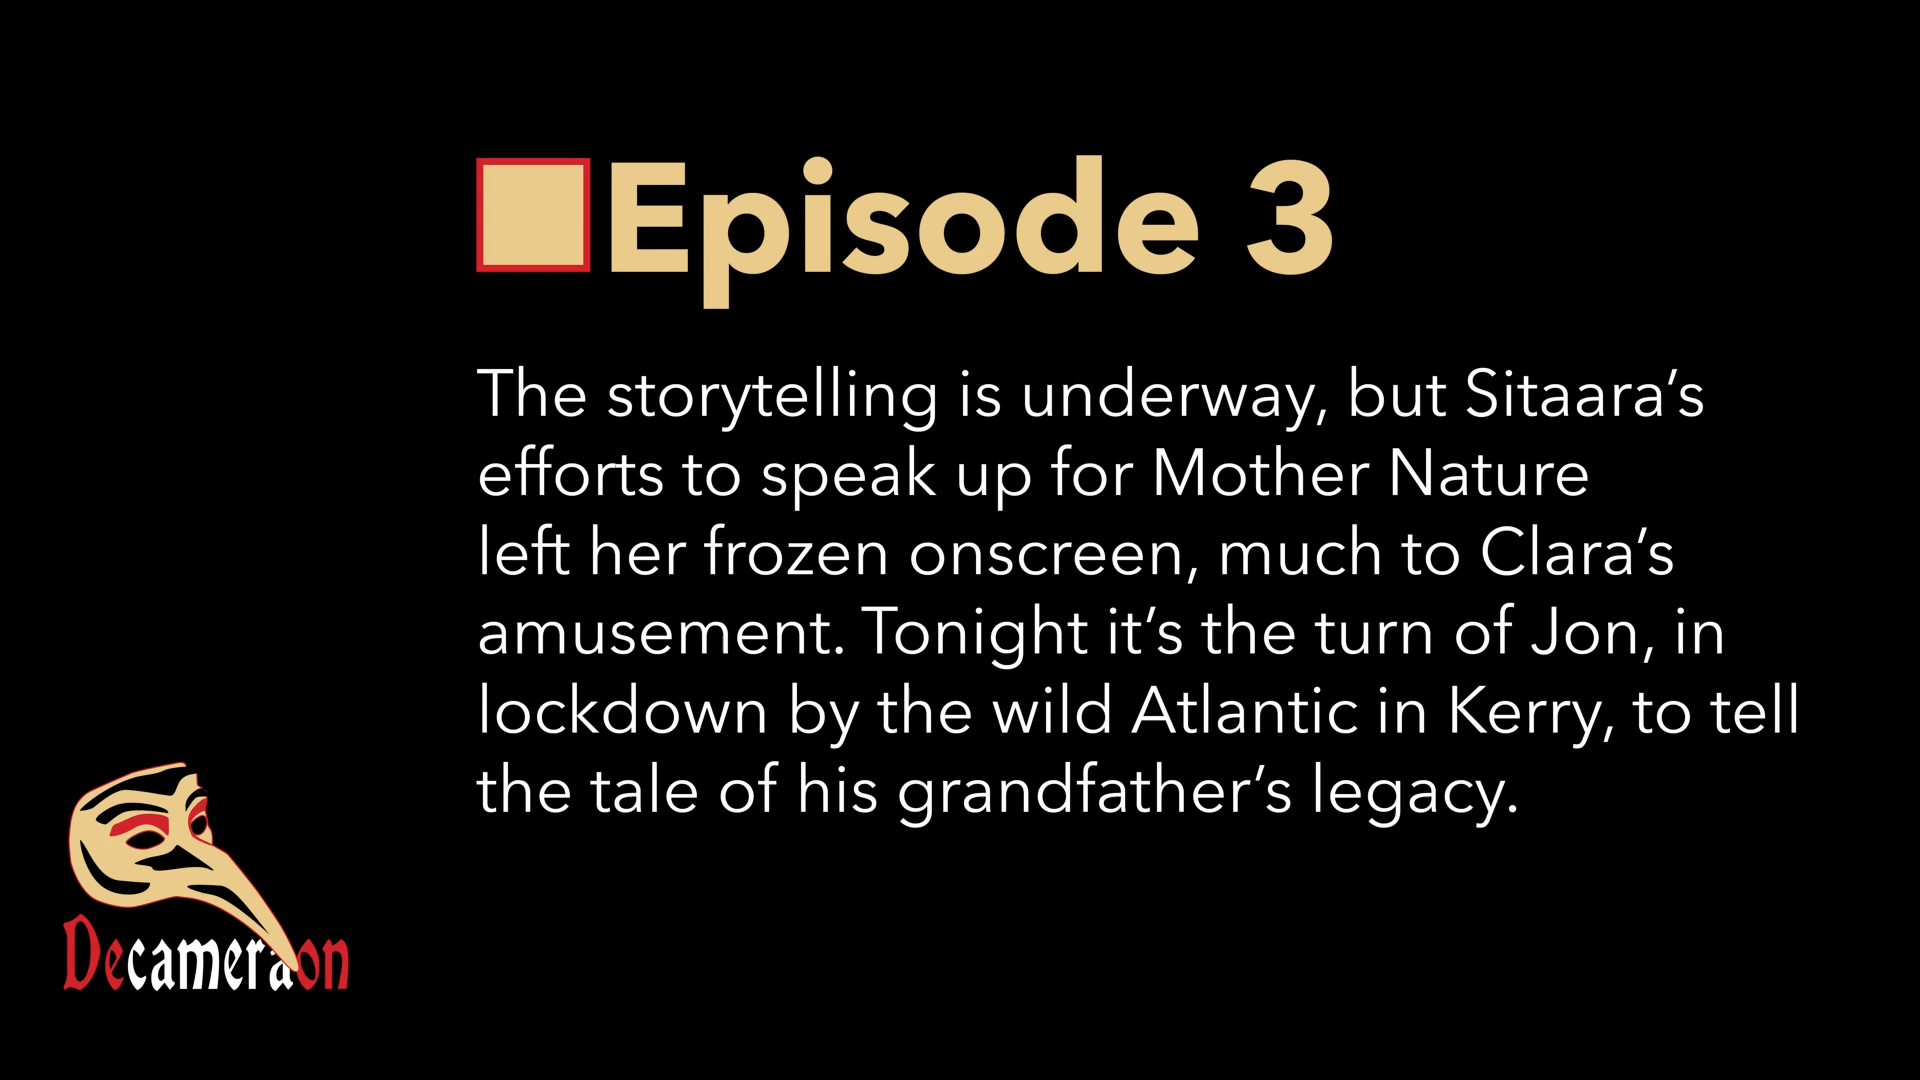 Episode 3
The storytelling is underway, but Sitaara’s
efforts to speak up for Mother Nature
left her frozen onscreen, much to Clara’s
amusement. Tonight it’s the turn of Jon, in
lockdown by the wild Atlantic in Kerry, to tell
the tale of his grandfather’s legacy.
Decameraon